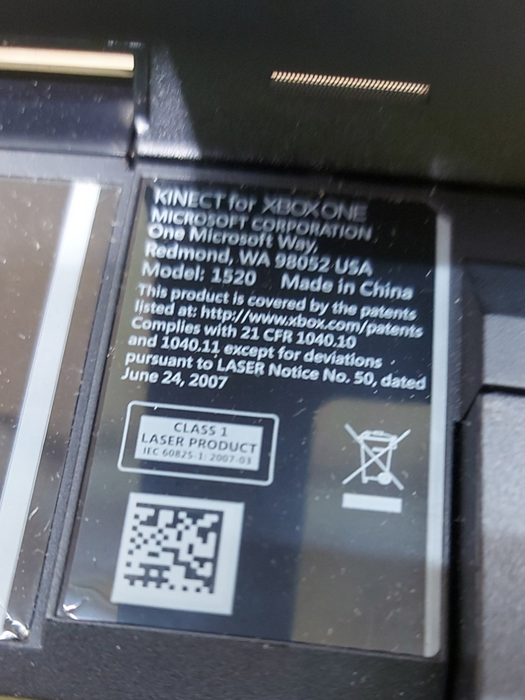 KINECT for XBOX ONE
MICROSOFT CORPORATION
One Microsoft Way,
Redmond, WA 98052 USA
Model: 1520 Made in China
This product is covered by the patents
listed at: http://www.xbox.com/patents
Complies with 21 CFR 1040.10
and 1040.11 except for deviations
pursuant to LASER Notice No. 50, dated
June 24, 2007
CLASS 1
LASER PRODUCT
IEC 60825-1: 2007-03